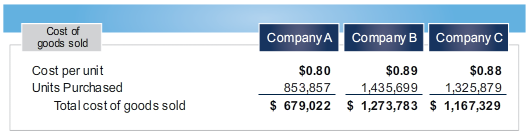 Cost of
goods sold
Company A Company B Company C
Cost per unit $0.80 $0.89 $0.88
Units Purchased 853,857 1,435,699 1,325,879
Total cost of goods sold $ 679,022 $ 1,273,783 $ 1,167,329